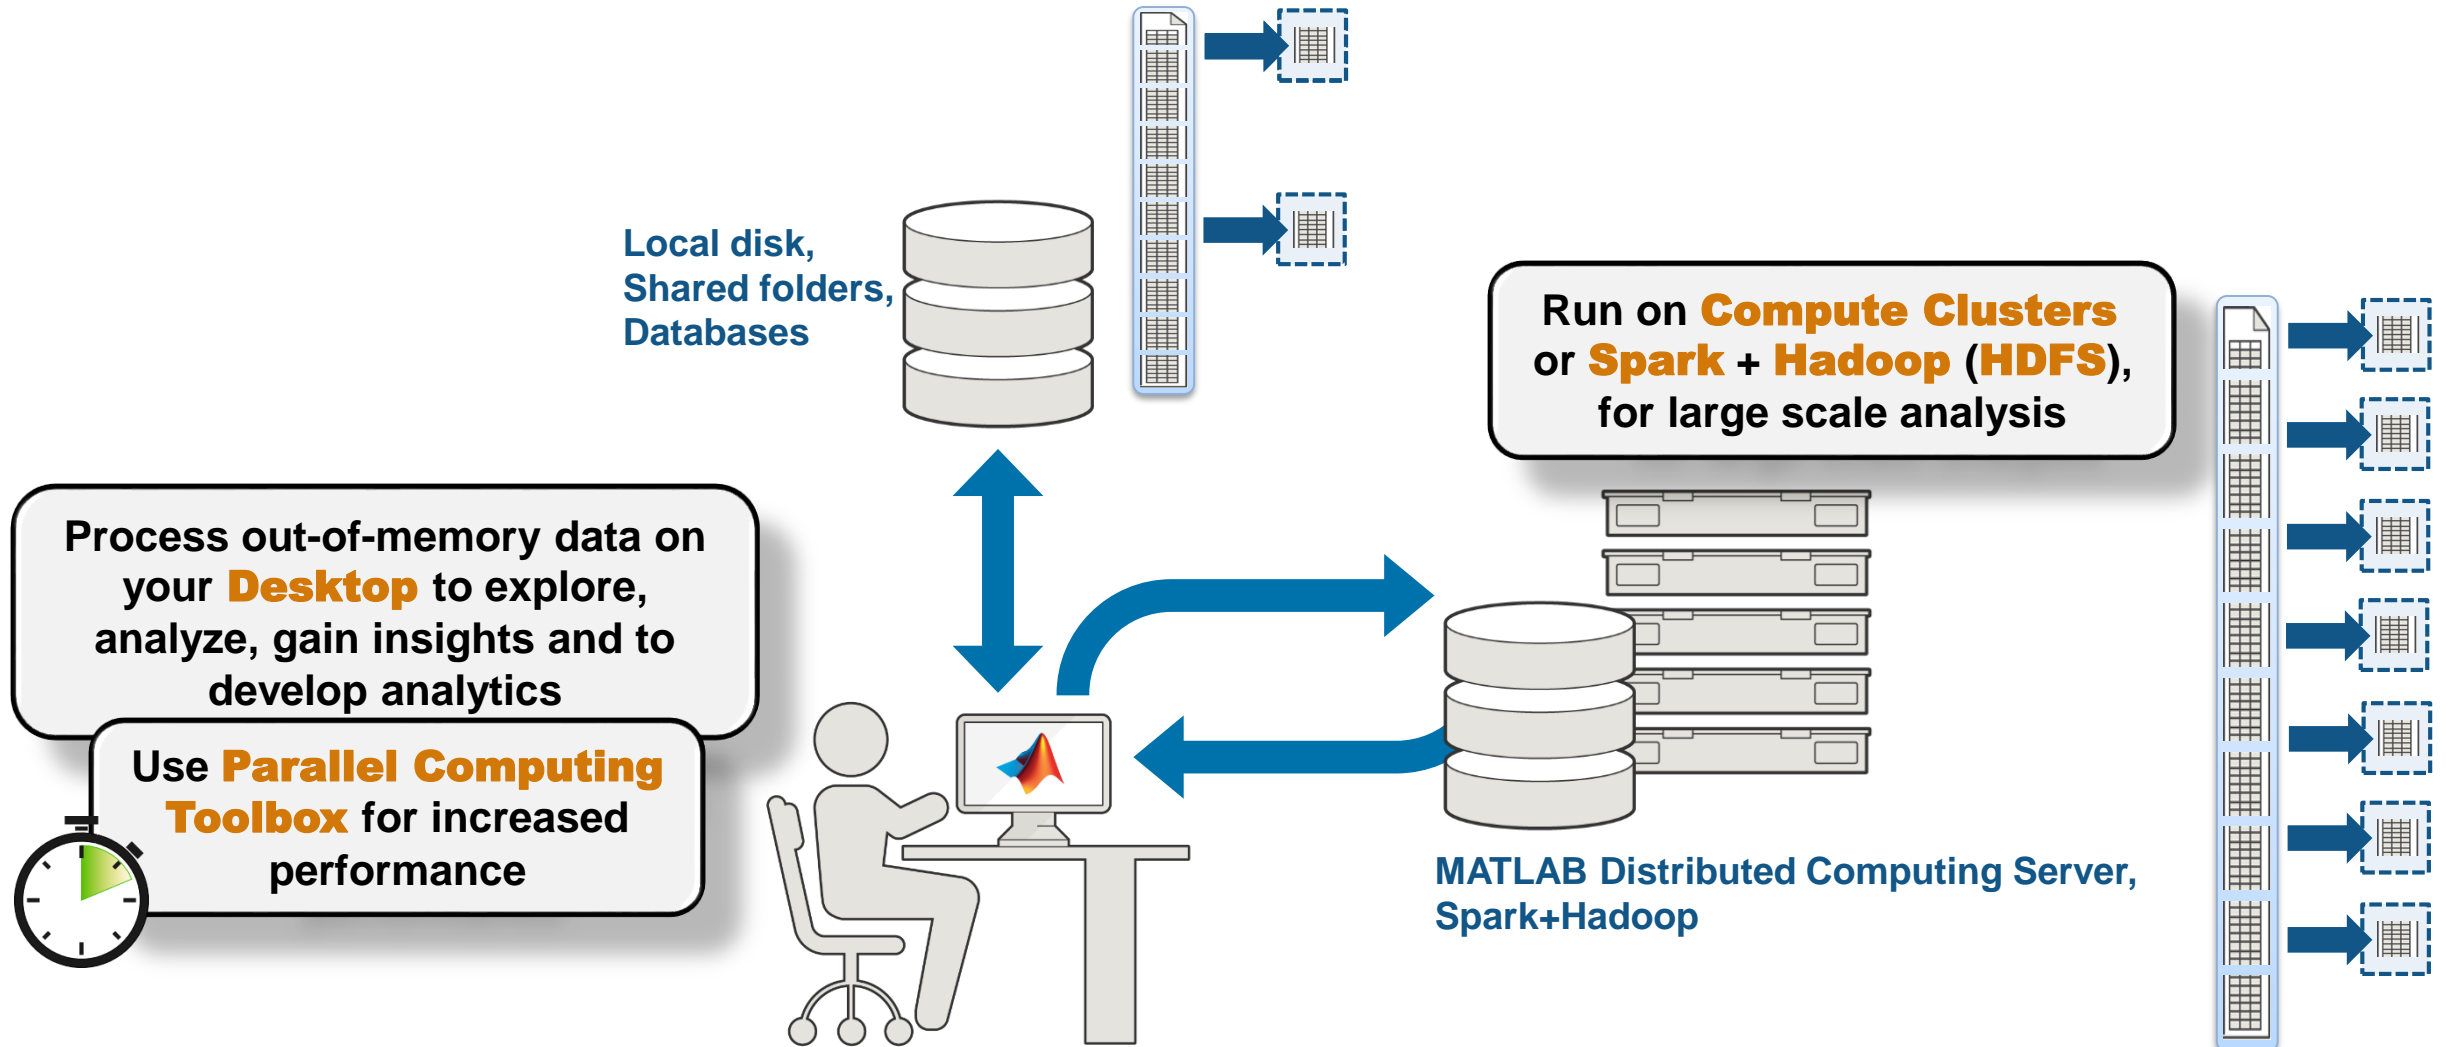 Local disk,
Shared folders,
Databases
Run on Compute Clusters
or Spark + Hadoop (HDFS),
for large scale analysis
Process out-of-memory data on
your Desktop to explore,
analyze, gain insights and to
develop analytics
Use Parallel Computing
Toolbox for increased
performance
MATLAB Distributed Computing Server,
Spark+Hadoop